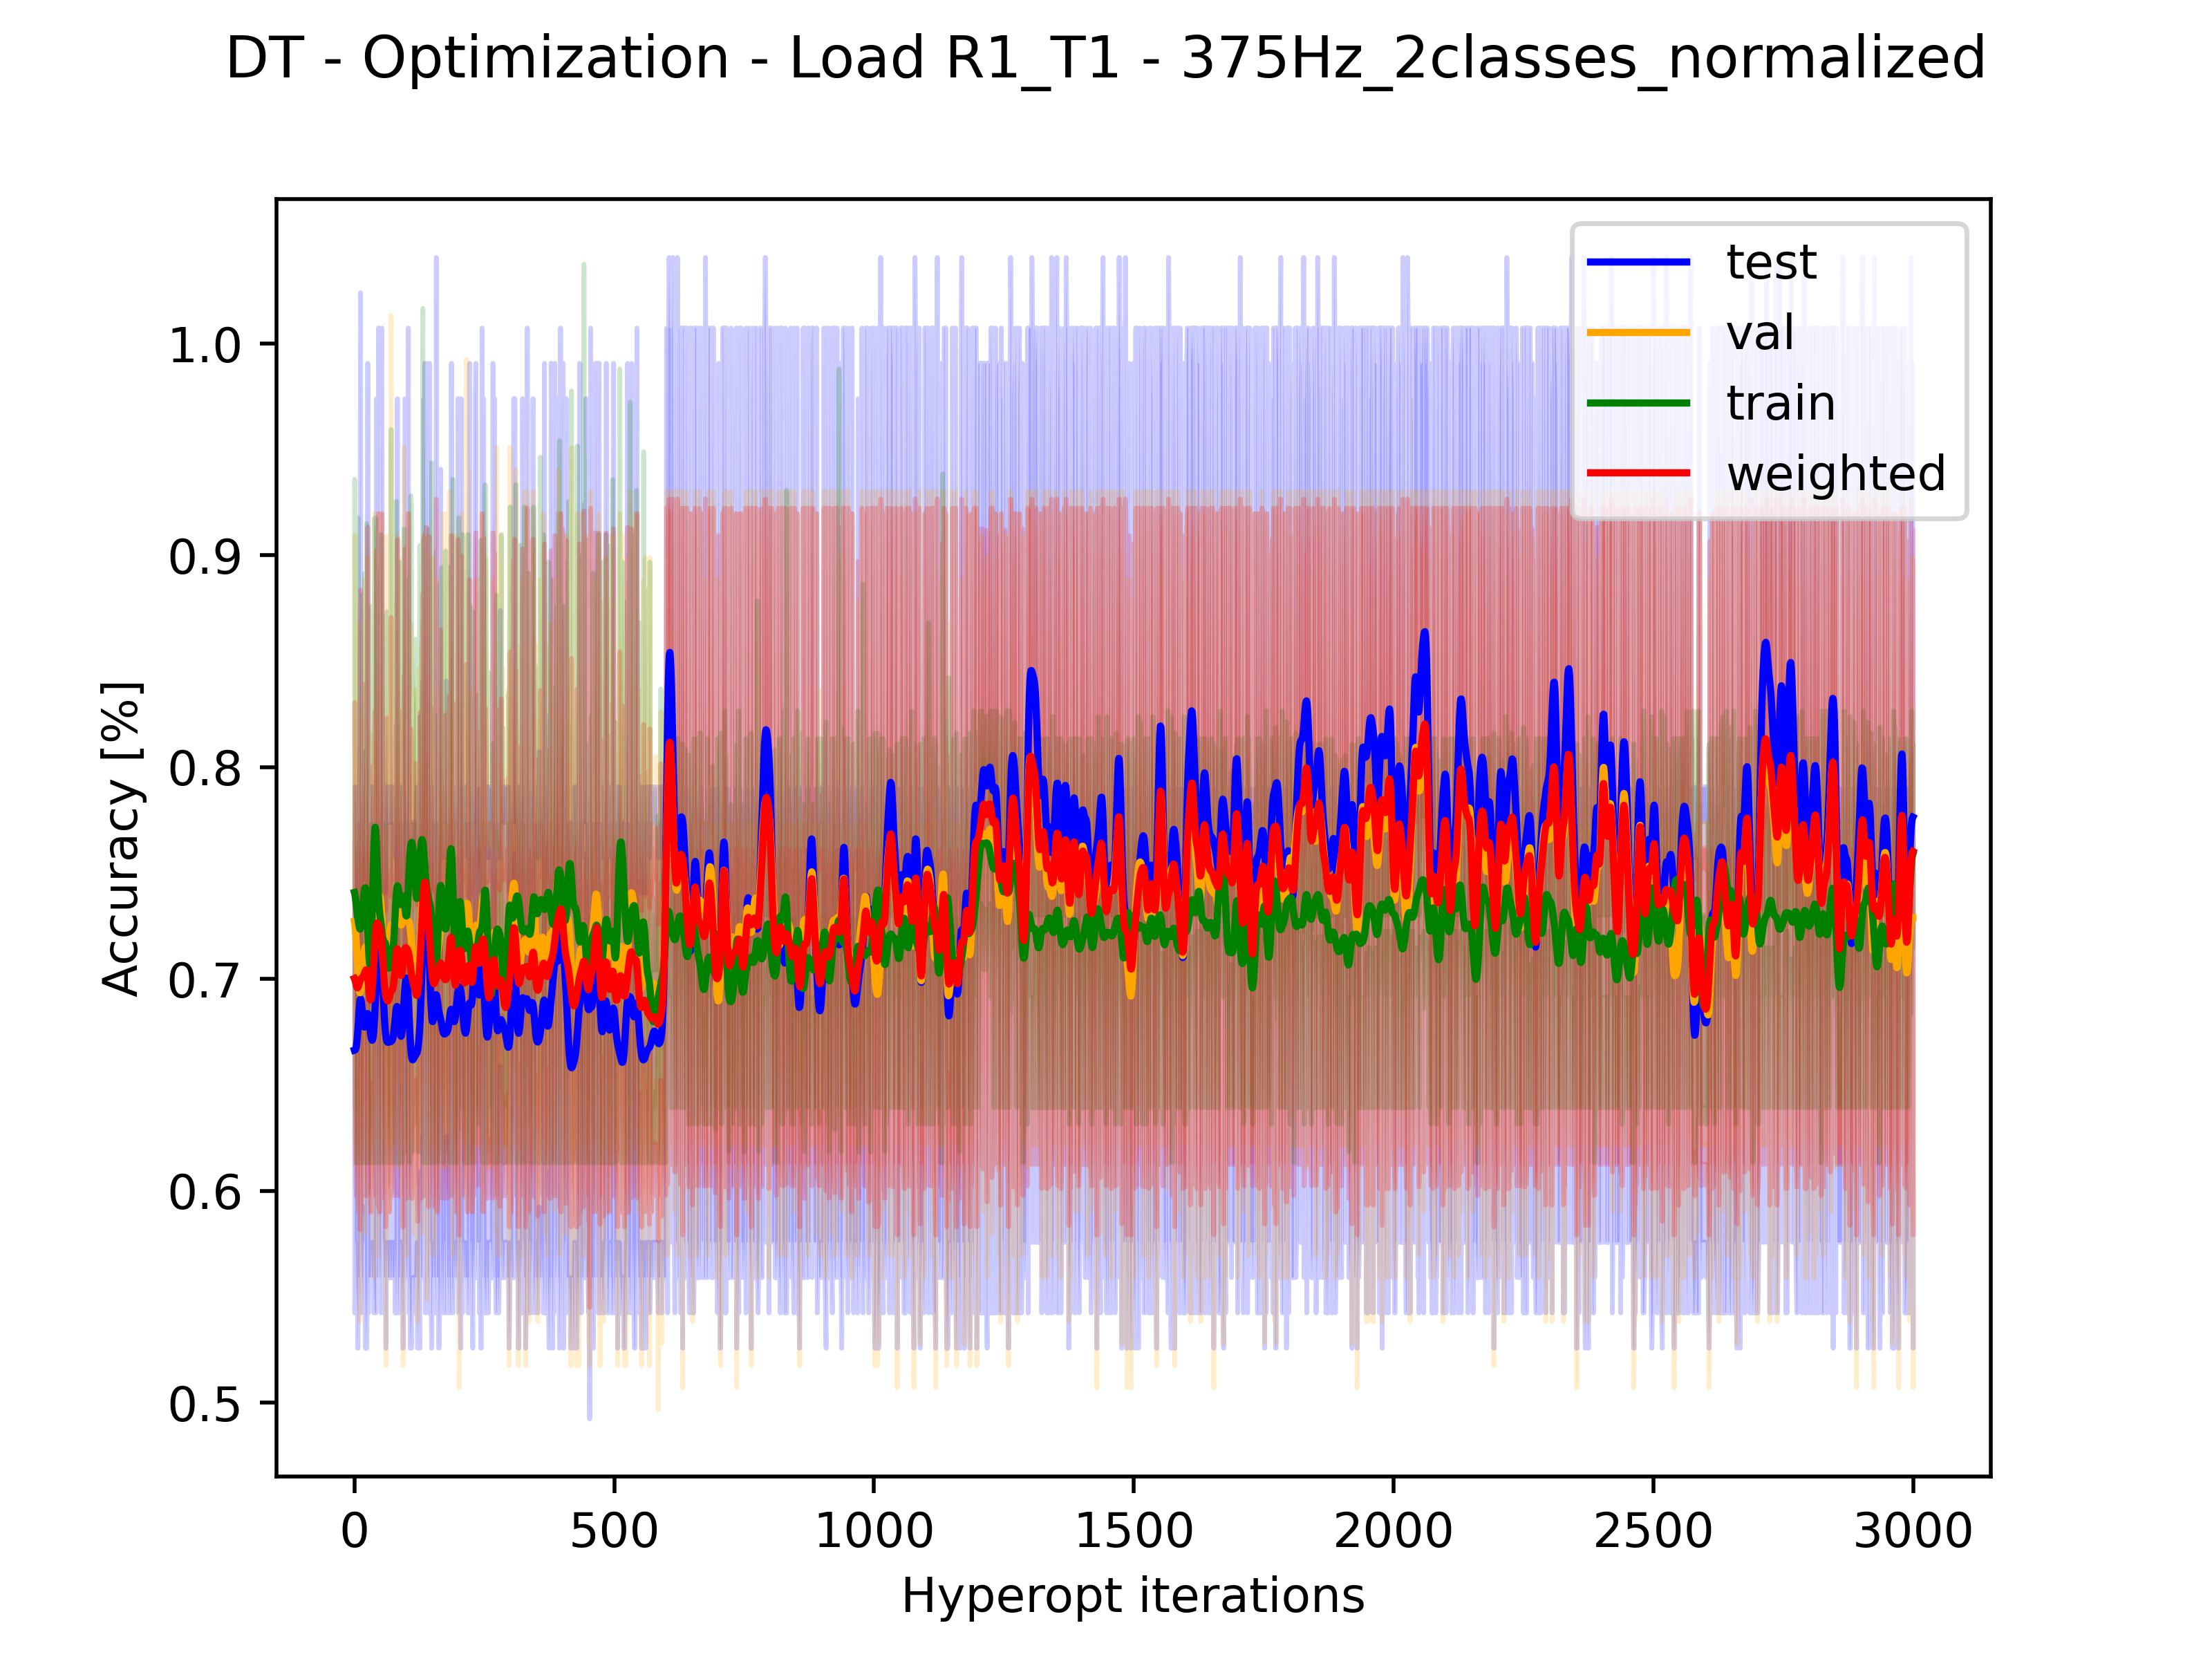 DT - Optimization - Load R1_T1 - 375Hz_2classes_normalized
test
val
train
weighted
1.0
0.9
0.8
0.7
0.6
0.5
Accuracy [%]
0 500 1000 1500 2000 2500 3000
Hyperopt iterations